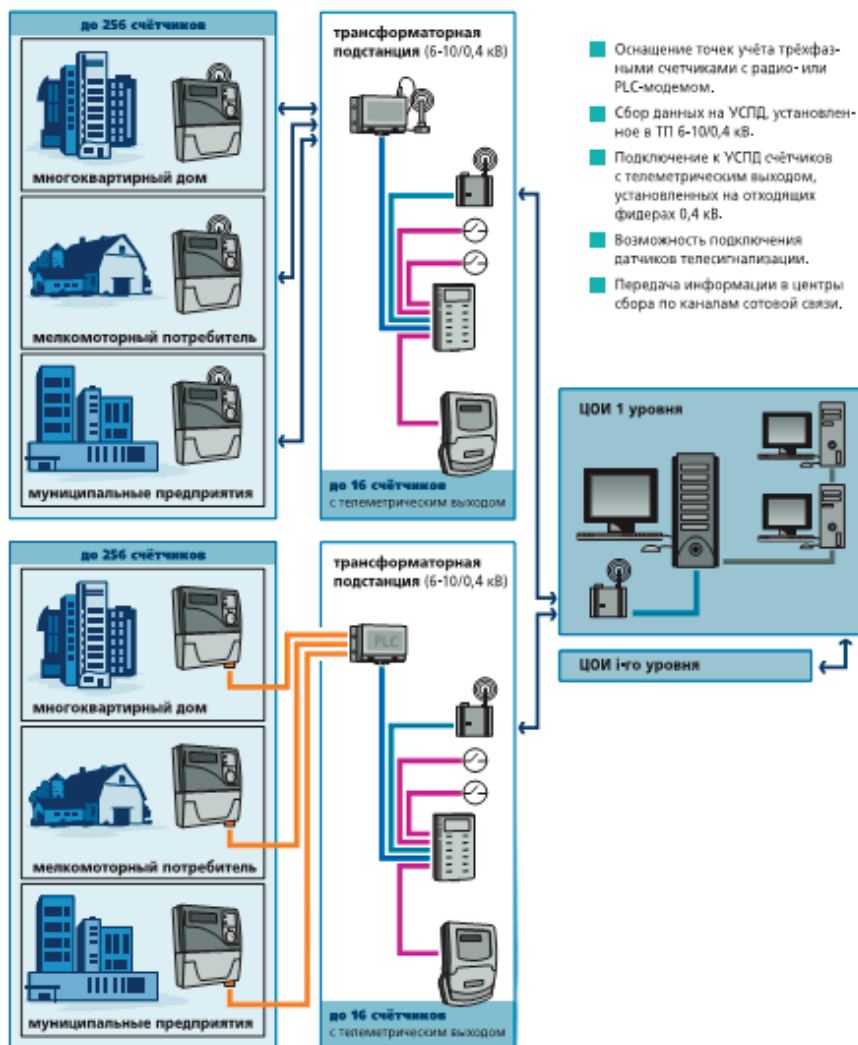 до 256 счётчиков
многоквартирный дом
мелкомоторный потребитель
муниципальные предприятия
трансформаторная
подстанция (6-10/0,4 кВ)
до 16 счётчиков
с телеметрическим выходом
Оснащение точек учёта трёхфаз-
ными счетчиками с радио- или
PLC-модемом.
Сбор данных на УСПД, установлен-
ное в ТП 6-10/0,4 кВ.
Подключение к УСПД счётчиков
с телеметрическим выходом,
установленных на отходящих
фидерах 0,4 кВ.
Возможность подключения
датчиков телесигнализации.
Передача информации в центры
сбора по каналам сотовой связи.
ЦОИ 1 уровня
ЦОИ i-го уровня
до 256 счётчиков
многоквартирный дом
мелкомоторный потребитель
муниципальные предприятия
трансформаторная
подстанция (6-10/0,4 кВ)
PLC
до 16 счётчиков
с телеметрическим выходом